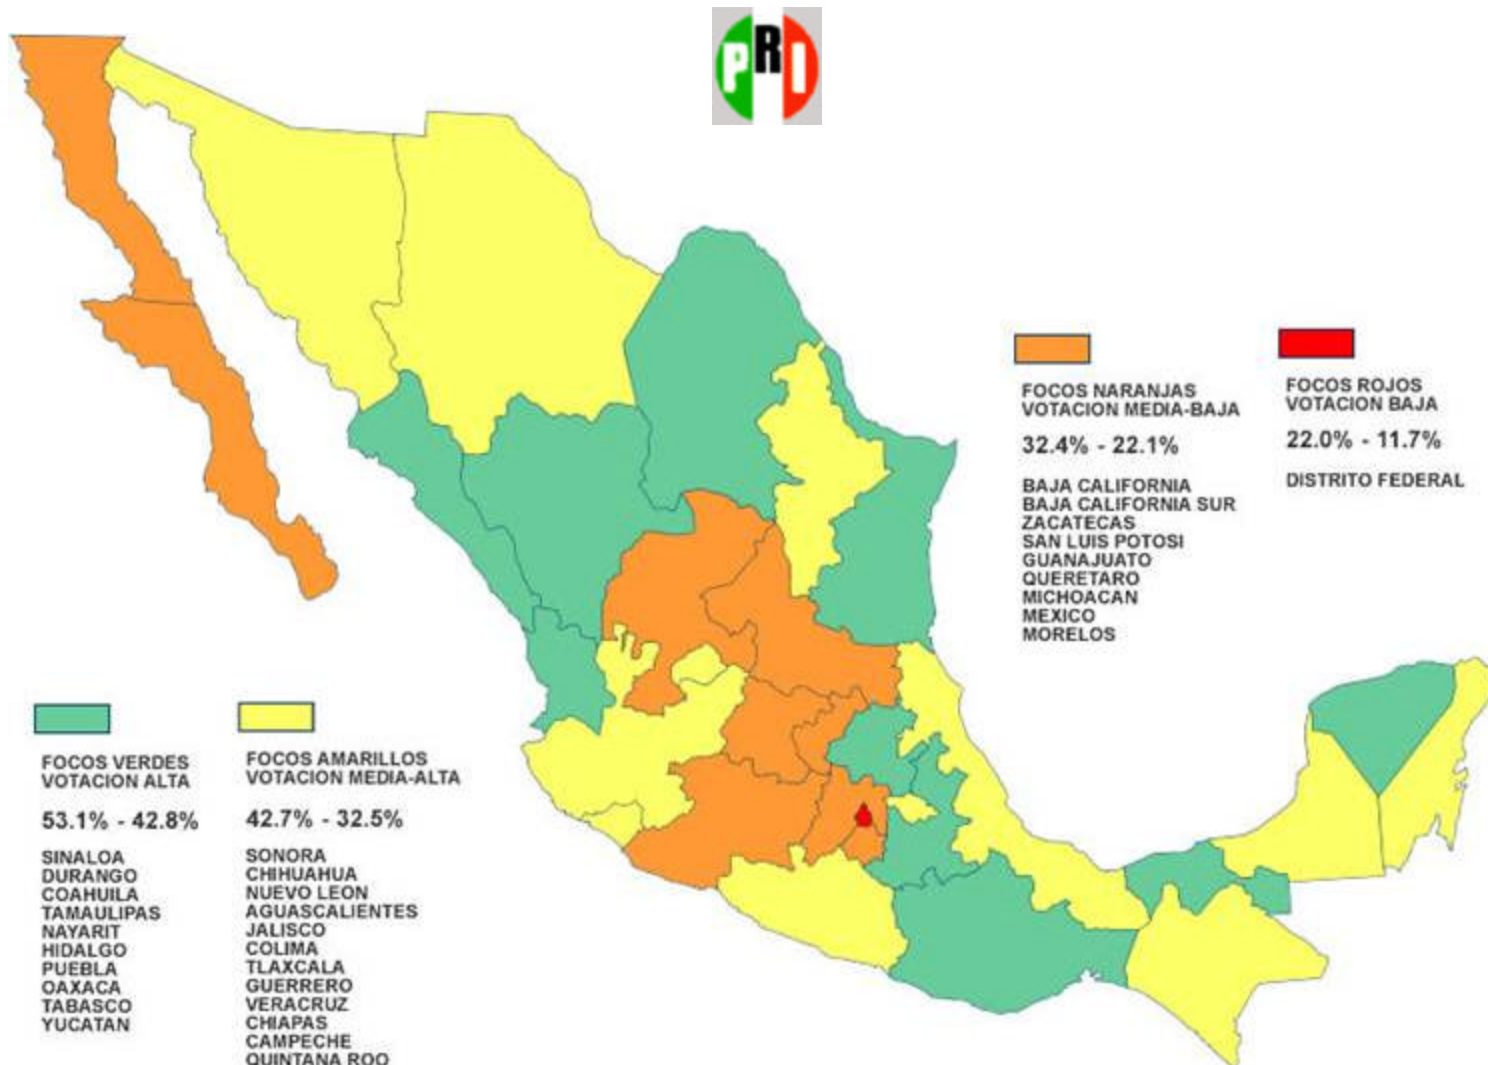 PRI
FOCOS NARANJAS
VOTACION MEDIA-BAJA
32.4% - 22.1%
BAJA CALIFORNIA
BAJA CALIFORNIA SUR
ZACATECAS
SAN LUIS POTOSI
GUANAJUATO
QUERETARO
MICHOACAN
MEXICO
MORELOS
FOCOS ROJOS
VOTACION BAJA
22.0% - 11.7%
DISTRITO FEDERAL
FOCOS VERDES
VOTACION ALTA
53.1% - 42.8%
SINALOA
DURANGO
COAHUILA
TAMAULIPAS
NAYARIT
HIDALGO
PUEBLA
OAXACA
TABASCO
YUCATAN
FOCOS AMARILLOS
VOTACION MEDIA-ALTA
42.7% - 32.5%
SONORA
CHIHUAHUA
NUEVO LEON
AGUASCALIENTES
JALISCO
COLIMA
TLAXCALA
GUERRERO
VERACRUZ
CHIAPAS
CAMPECHE
QUINTANA ROO